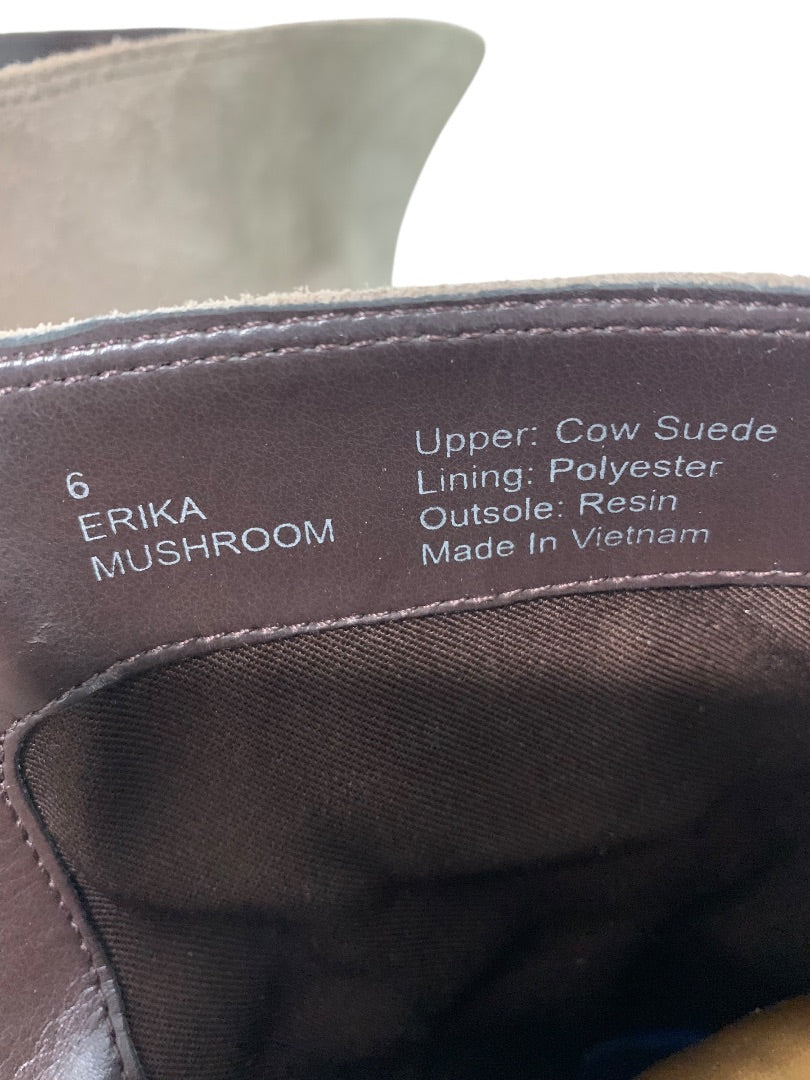 6
ERIKA
MUSHROOM
Upper: Cow Suede
Lining: Polyester
Outsole: Resin
Made In Vietnam